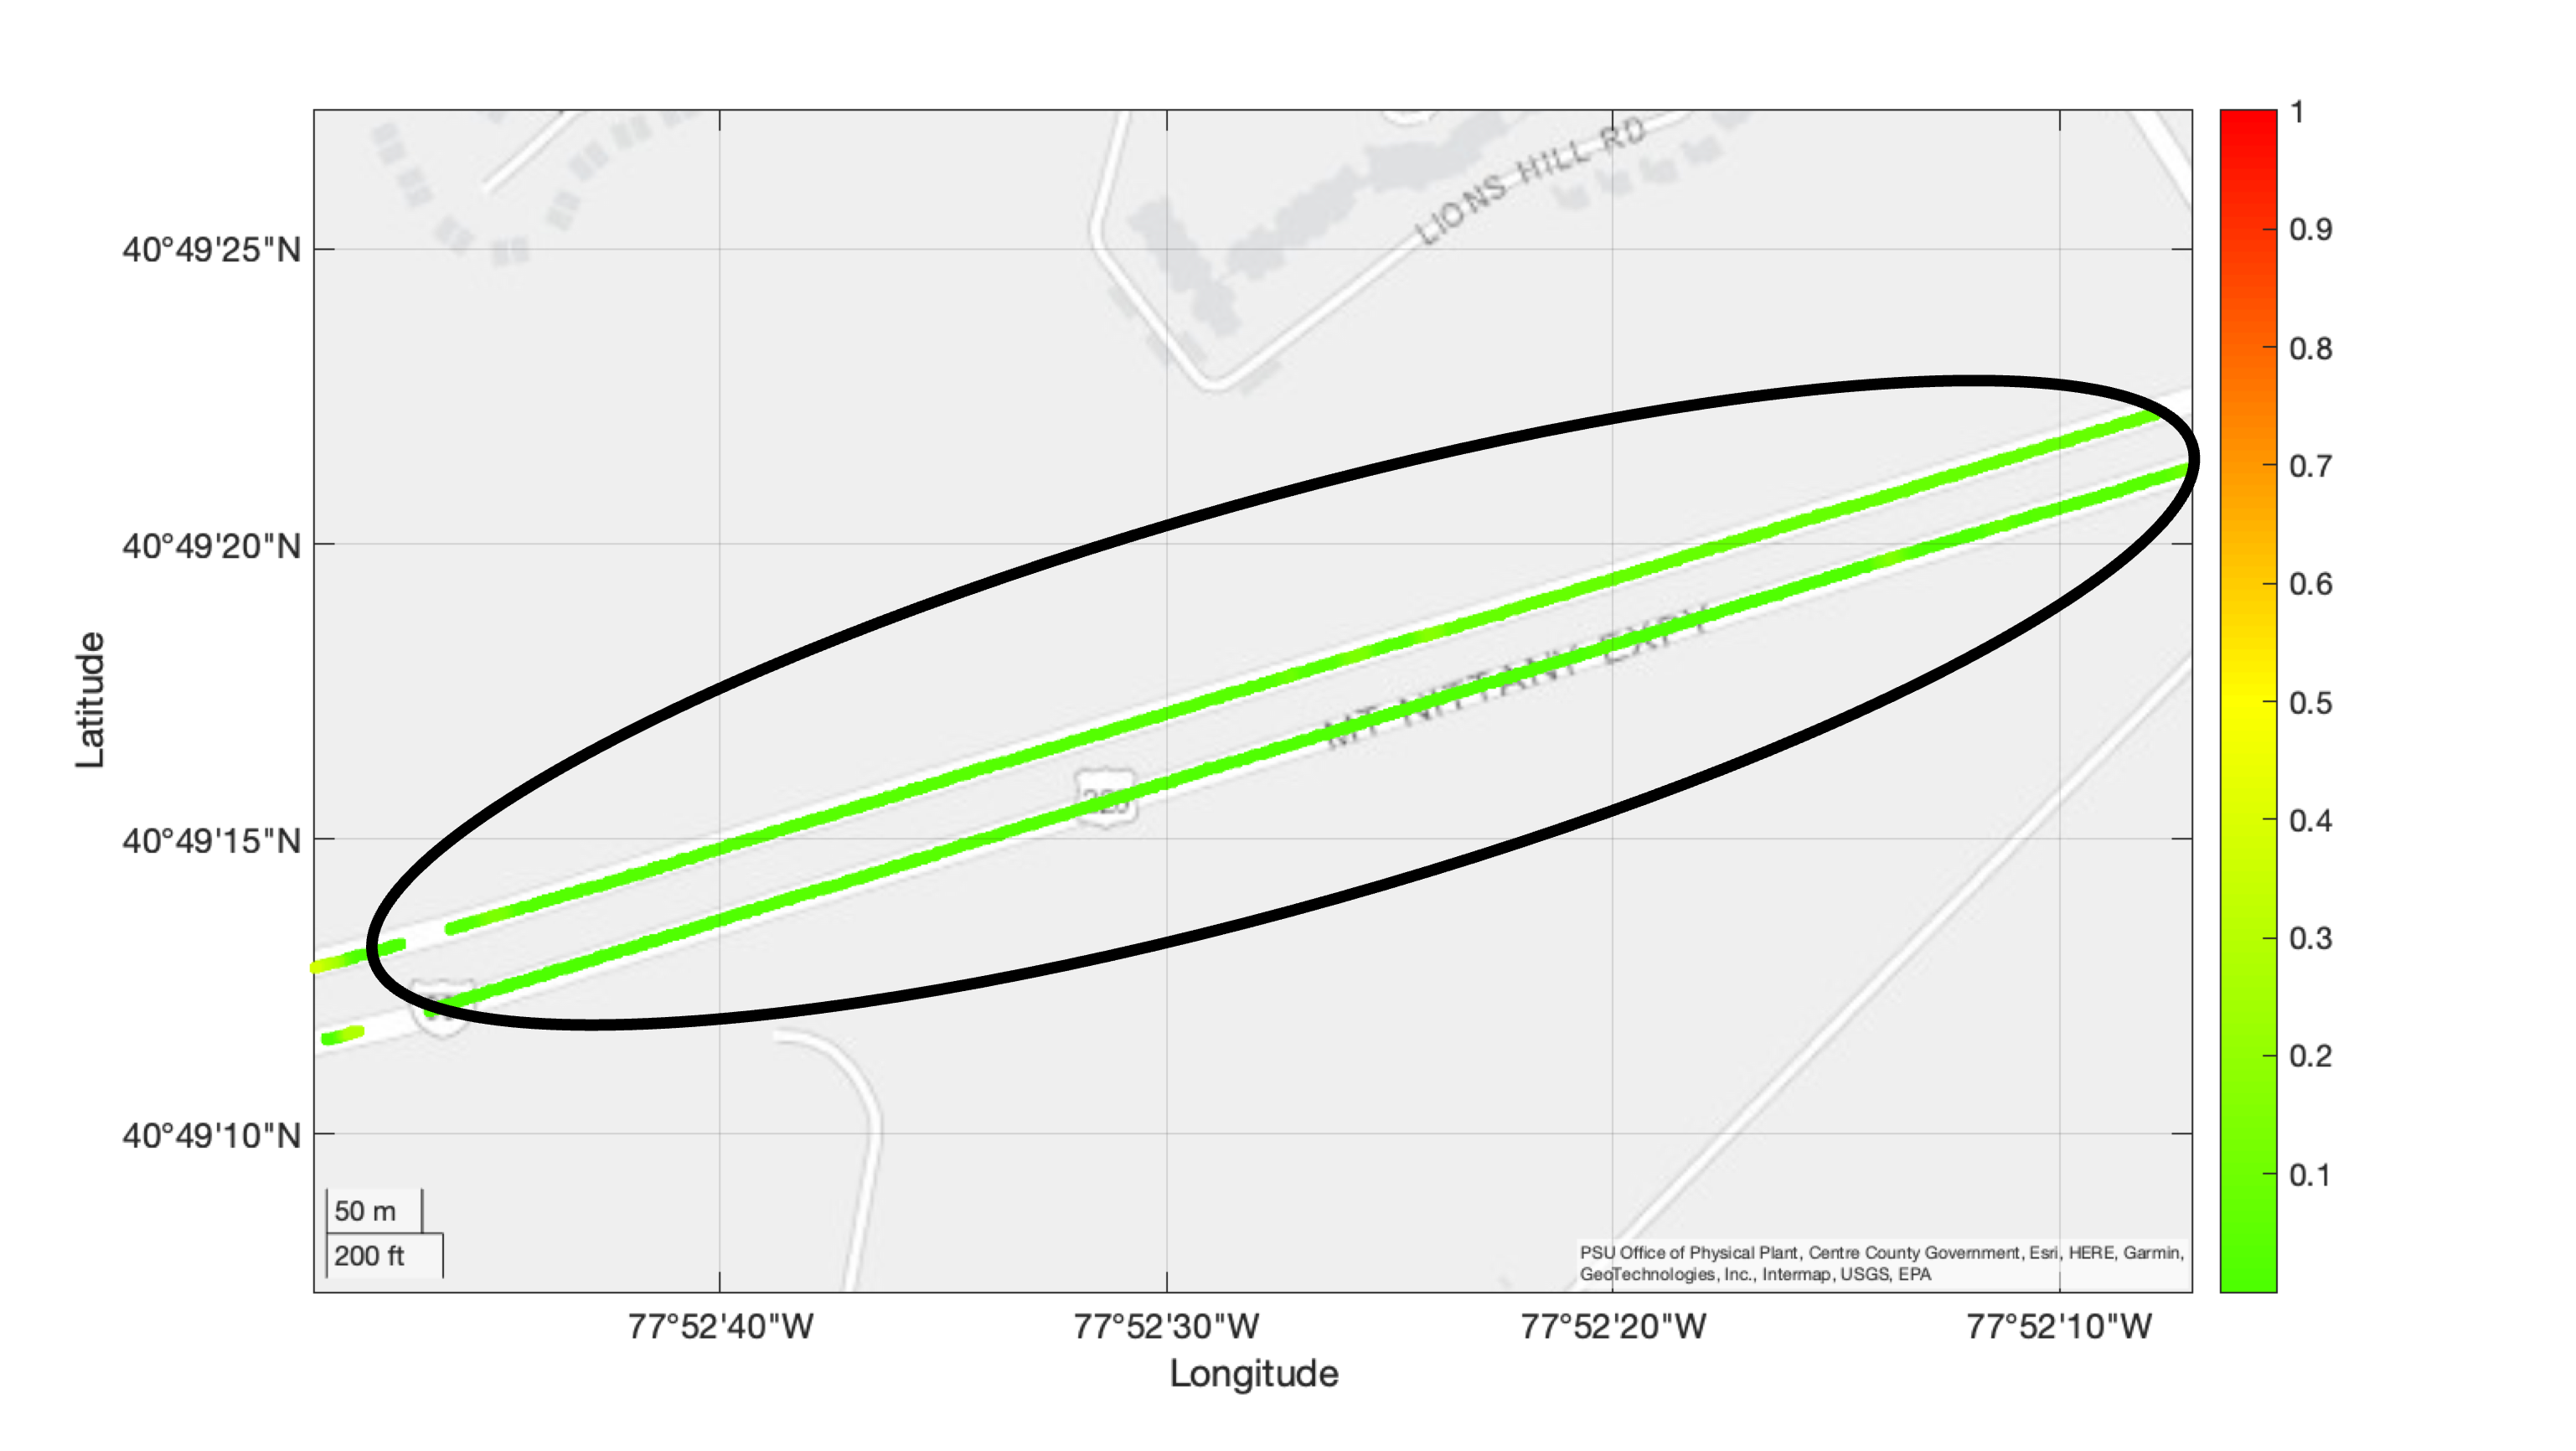 1
LIONS HILL RD
0.9
40°49'25"N
0.8
0.7
40°49'20"N
0.6
Latitude
0.5
MT NITTANY EXPY
0.4
40°49'15"N
0.3
0.2
40°49'10"N
0.1
50 m
200 ft
PSU Office of Physical Plant, Centre County Government, Esri, HERE, Garmin,
GeoTechnologies, Inc., Intermap, USGS, EPA
77°52'40"W 77°52'30"W 77°52'20"W 77°52'10"W
Longitude